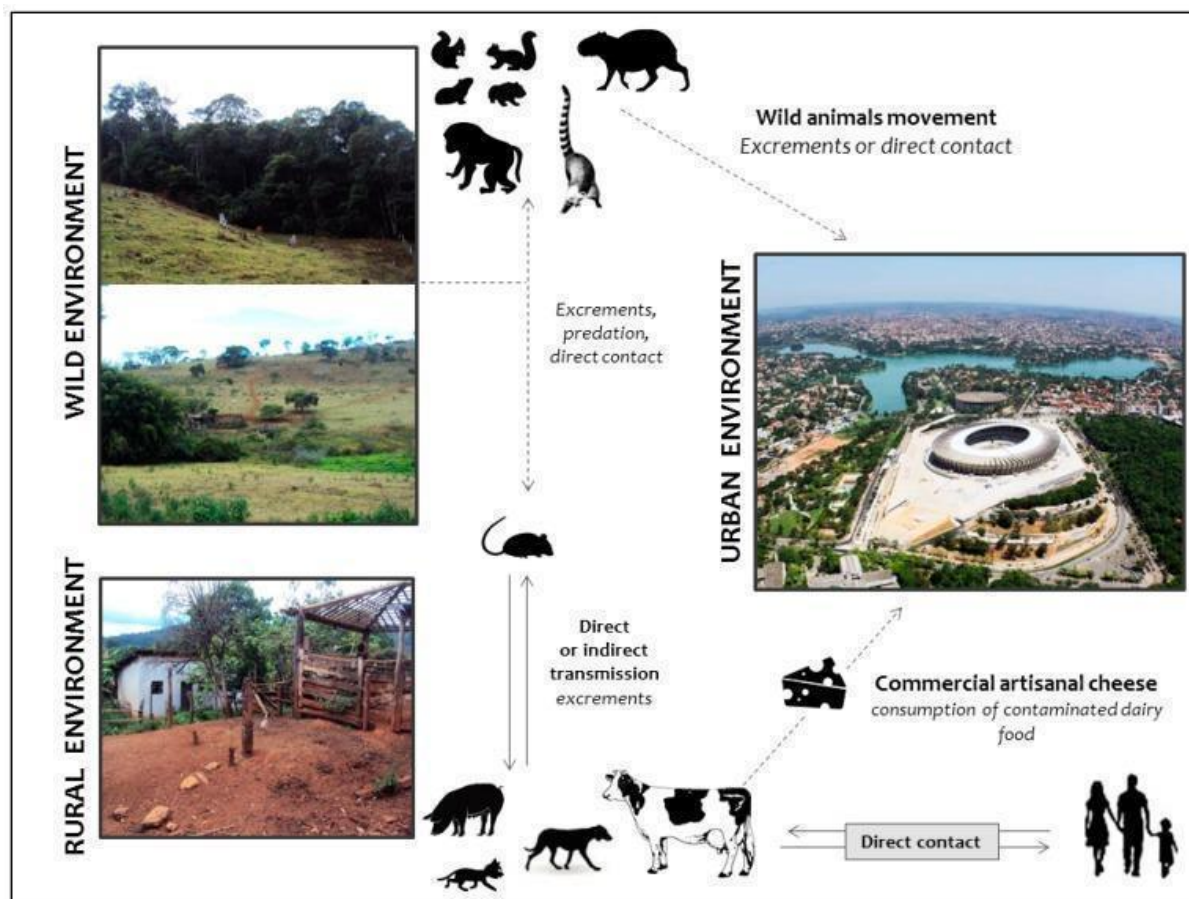 WILD ENVIRONMENT
Wild animals movement
Excrements or direct contact
Excrements,
predation,
direct contact
URBAN ENVIRONMENT
RURAL ENVIRONMENT
Direct
or indirect
transmission
excrements
Commercial artisanal cheese
consumption of contaminated dairy
food
Direct contact